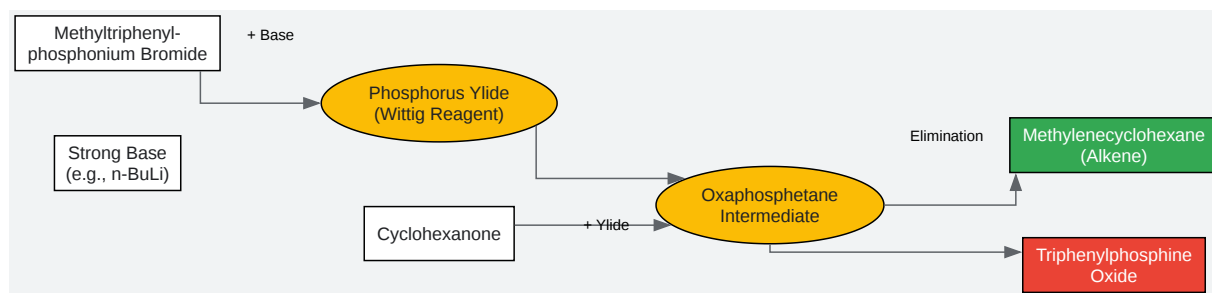 Methyltriphenyl-
phosphonium Bromide
+ Base
Phosphorus Ylide
(Wittig Reagent)
Strong Base
(e.g., n-BuLi)
Elimination
Methylenecyclohexane
(Alkene)
Oxaphosphetane
Intermediate
Cyclohexanone
+ Ylide
Triphenylphosphine
Oxide